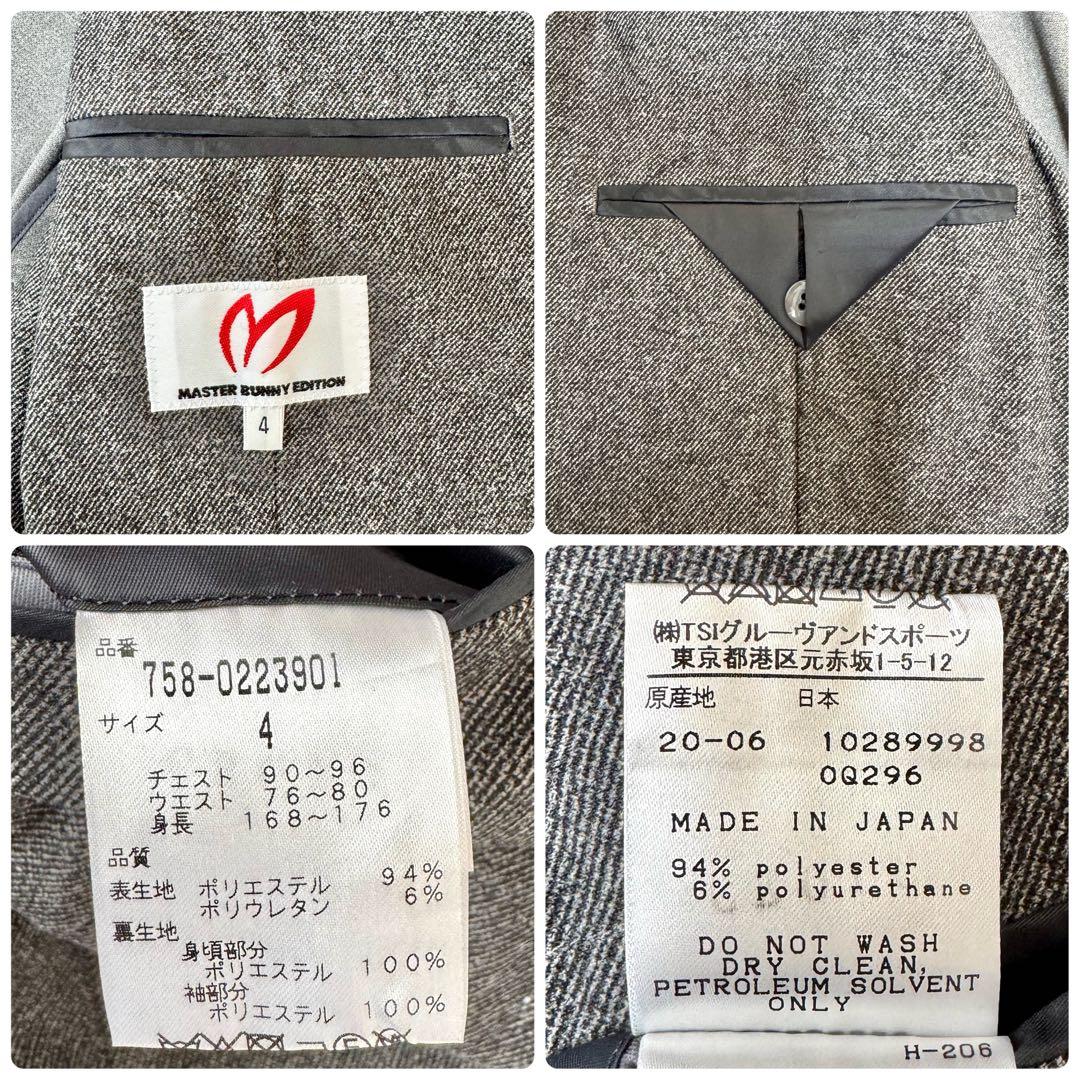 MASTER BUNNY EDITION
4
品番
758-0223901
サイズ
4
チェスト 90〜96
ウエスト 76〜80
身長 168〜176
品質
表生地 ポリエステル 94%
ポリウレタン 6%
裏生地
身頃部分
ポリエステル 100%
袖部分
ポリエステル 100%
㈱TSIグルーヴアンドスポーツ
東京都港区元赤坂1-5-12
原産地 日本
20-06 10289998
0Q296
MADE IN JAPAN
94% polyester
6% polyurethane
DO NOT WASH
DRY CLEAN,
PETROLEUM SOLVENT
ONLY
H-206